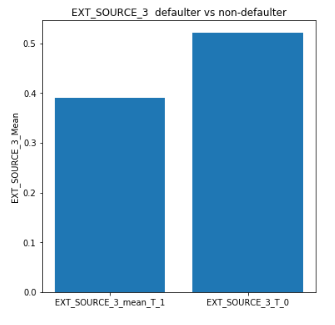 EXT_SOURCE_3 defaulter vs non-defaulter
EXT_SOURCE_3_Mean
0.5
0.4
0.3
0.2
0.1
0.0
EXT_SOURCE_3_mean_T_1 EXT_SOURCE_3_T_0